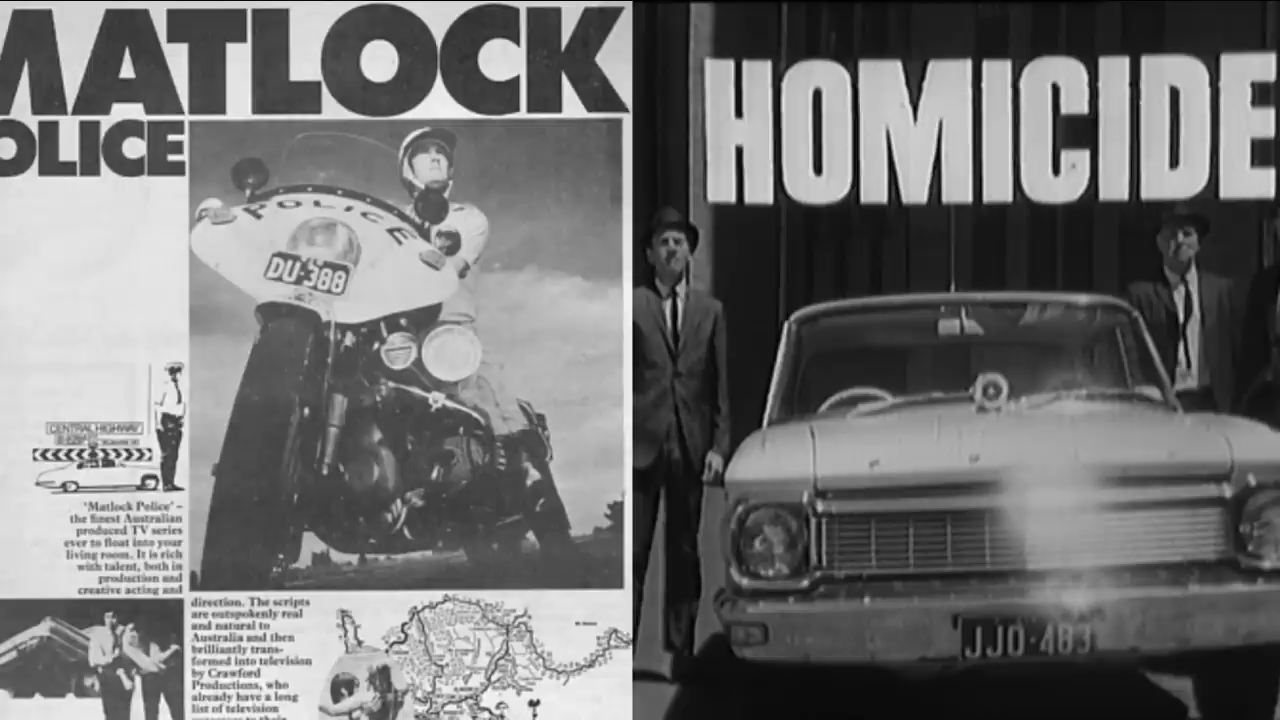 MATLOCK
OLICE
POLICE
DU·388
CENTRAL HIGHWAY
'Matlock Police' –
the finest Australian
produced TV series
ever to float into your
living room. It is rich
with talent, both in
production and
creative acting and
direction. The scripts
are outspokenly real
and natural to
Australia and then
brilliantly trans-
formed into television
by Crawford
Productions, who
already have a long
list of television
HOMICIDE
JJO·483